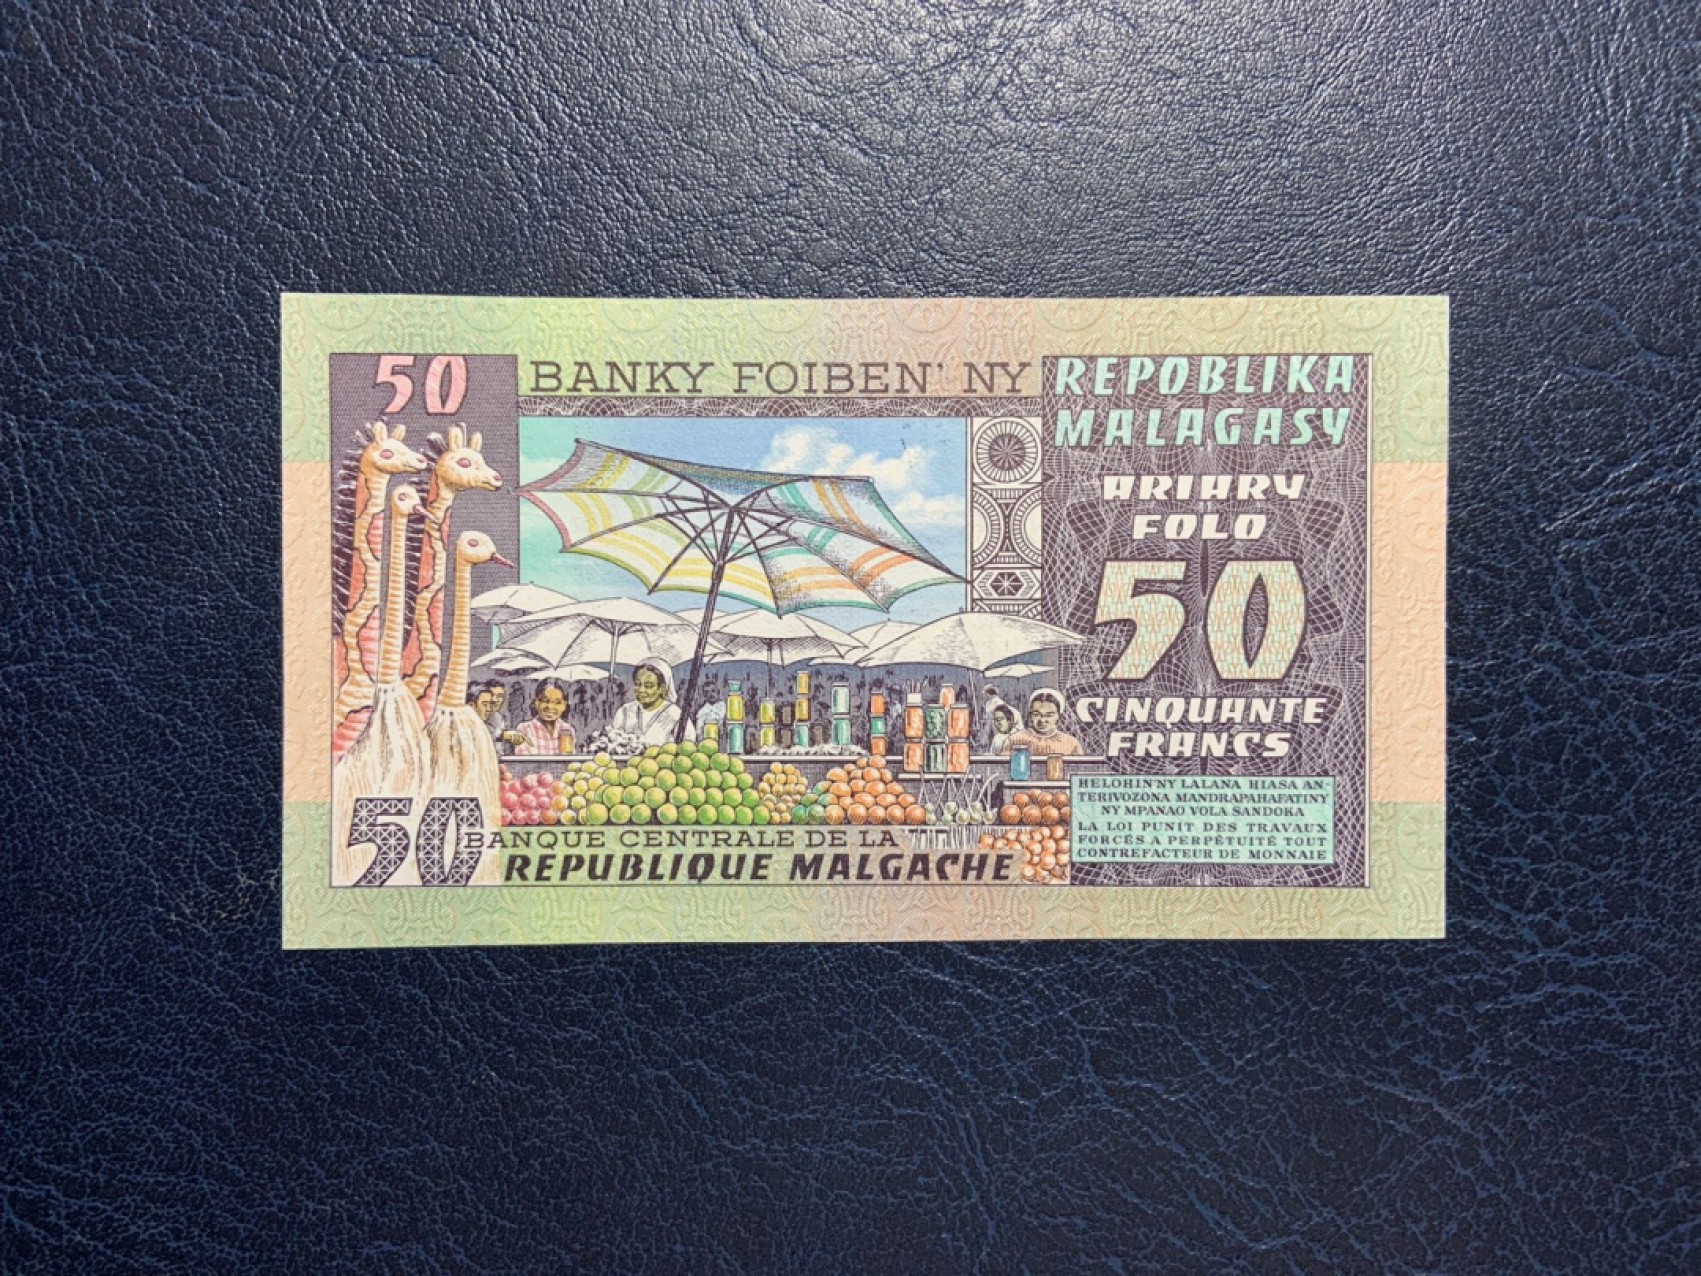 50
BANKY FOIBEN' NY
REPOBLIKA
MALAGASY
ARIARY
FOLO
50
CINQUANTE
FRANCS
HELOHIN'NY LALANA HIASA AN-
TERIVOZONA MANDRAPAHAFATINY
NY MPANAO VOLA SANDOKA
LA LOI PUNIT DES TRAVAUX
FORCÉS A PERPÉTUITÉ TOUT
CONTREFACTEUR DE MONNAIE
50
BANQUE CENTRALE DE LA
REPUBLIQUE MALGACHE